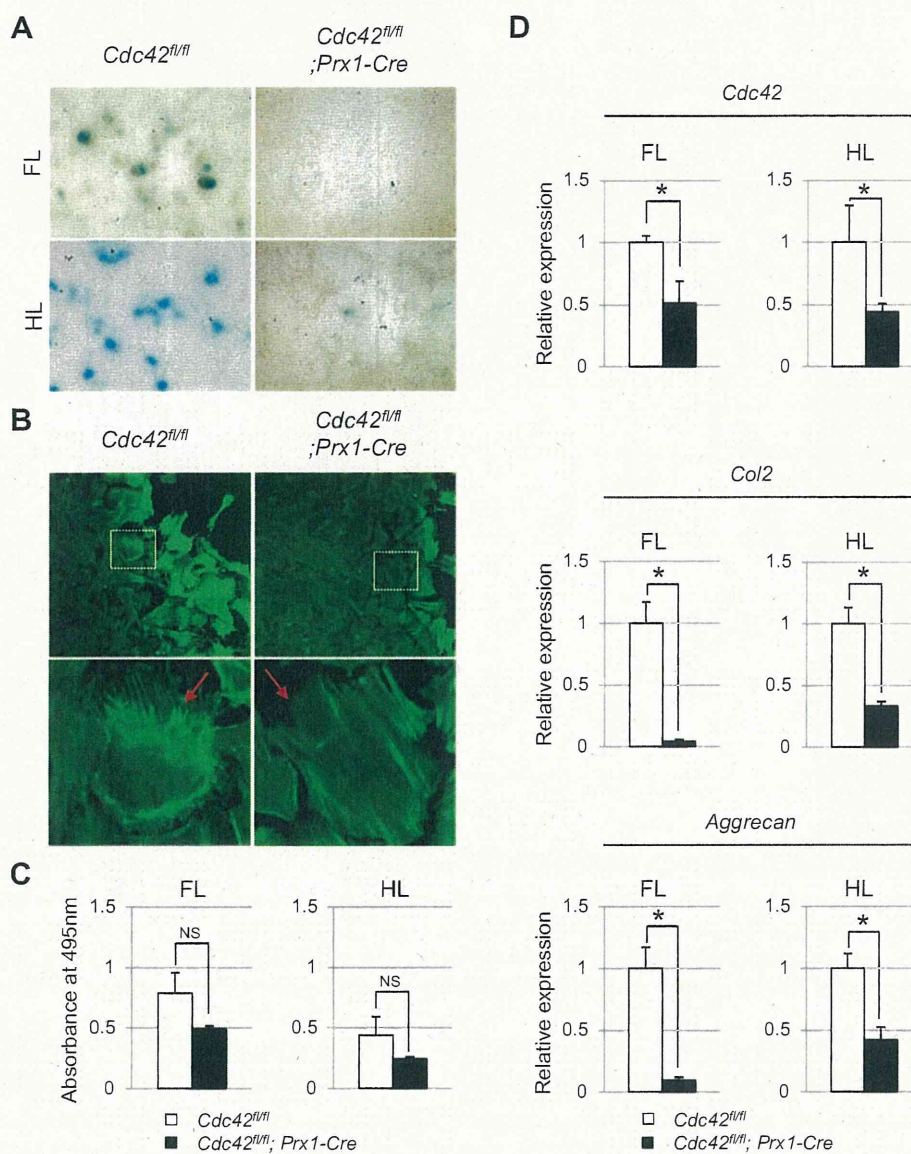 A
Cdc42fl/fl
Cdc42fl/fl
;Prx1-Cre
FL
HL
B
Cdc42fl/fl
Cdc42fl/fl
;Prx1-Cre
C
FL
HL
Absorbance at 495nm
1.5
1
0.5
0
NS
1.5
1
0.5
0
NS
Cdc42fl/fl
Cdc42fl/fl; Prx1-Cre
D
Cdc42
FL
HL
Relative expression
1.5
1
0.5
0
*
1.5
1
0.5
0
*
Col2
FL
HL
Relative expression
1.5
1
0.5
0
*
1.5
1
0.5
0
*
Aggrecan
FL
HL
Relative expression
1.5
1
0.5
0
*
1.5
1
0.5
0
*
Cdc42fl/fl
Cdc42fl/fl; Prx1-Cre